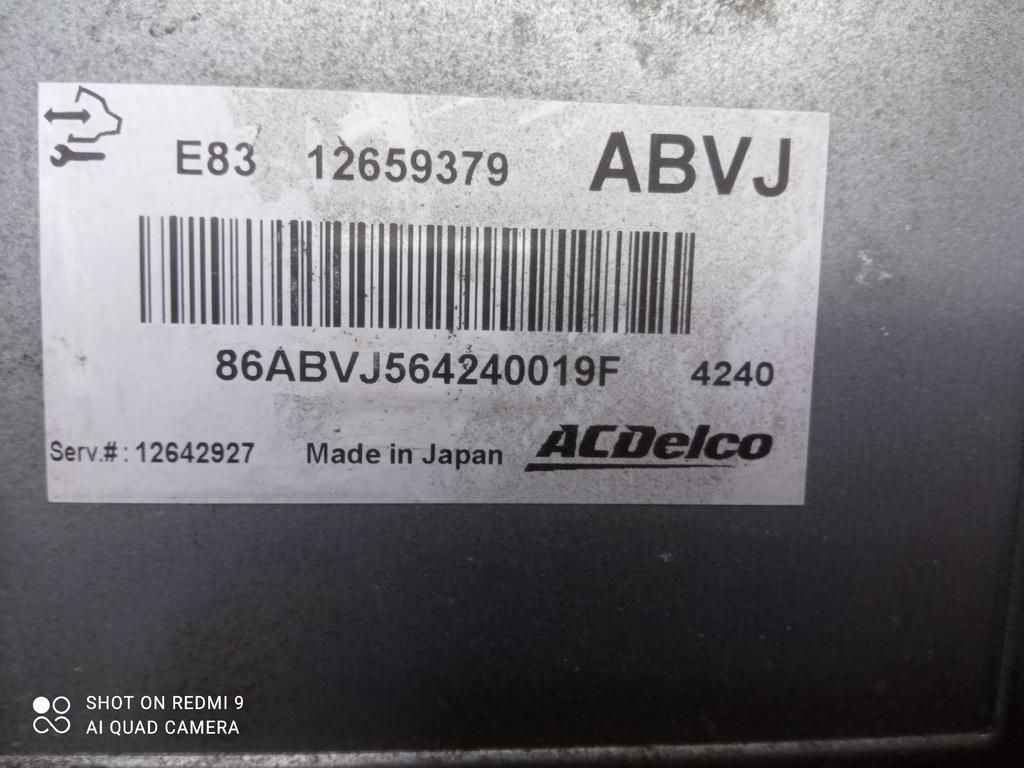 E83 12659379 ABVJ
86ABVJ564240019F 4240
Serv.#: 12642927 Made in Japan ACDelco
SHOT ON REDMI 9
AI QUAD CAMERA